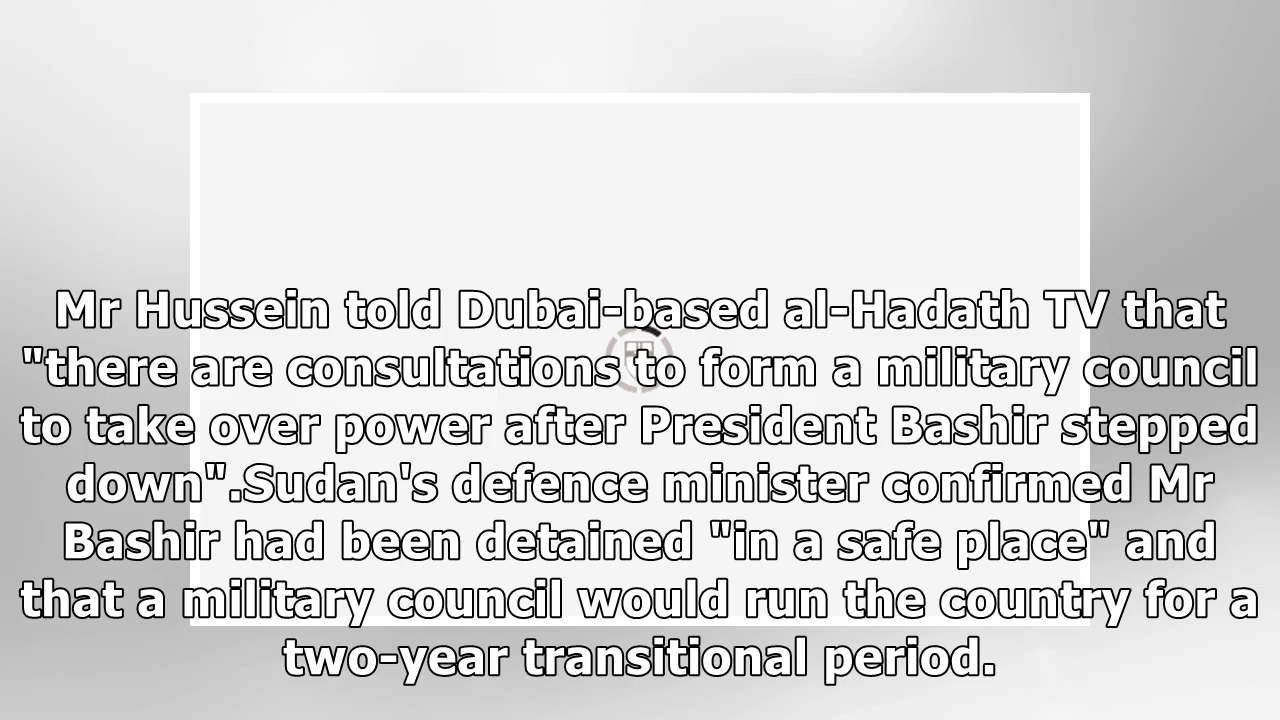 Mr Hussein told Dubai-based al-Hadath TV that
"there are consultations to form a military council
to take over power after President Bashir stepped
down".Sudan's defence minister confirmed Mr
Bashir had been detained "in a safe place" and
that a military council would run the country for a
two-year transitional period.